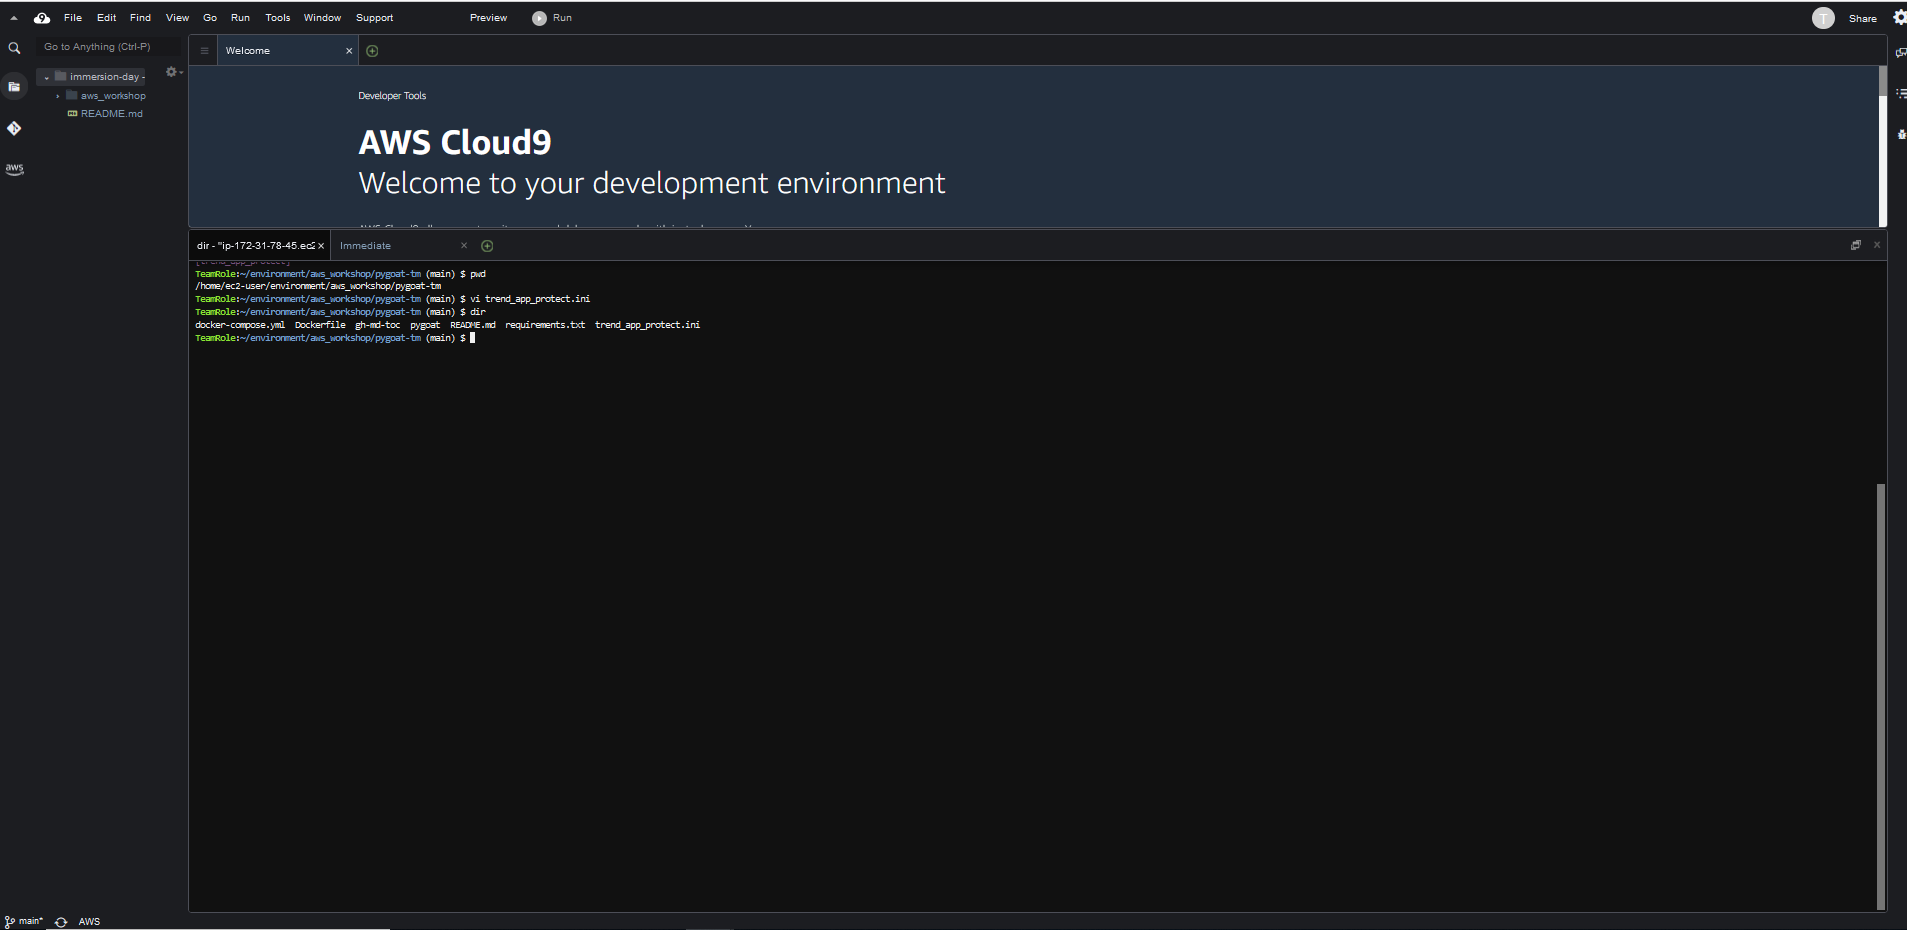 File Edit Find View Go Run Tools Window Support Preview Run T Share
Go to Anything (Ctrl-P)
Welcome
immersion-day -
aws_workshop
README.md
aws
Developer Tools
AWS Cloud9
Welcome to your development environment
dir - "ip-172-31-78-45.ec2 Immediate
[trend_app_protect]
TeamRole:~/environment/aws_workshop/pygoat-tm (main) $ pwd
/home/ec2-user/environment/aws_workshop/pygoat-tm
TeamRole:~/environment/aws_workshop/pygoat-tm (main) $ vi trend_app_protect.ini
TeamRole:~/environment/aws_workshop/pygoat-tm (main) $ dir
docker-compose.yml Dockerfile gh-md-toc pygoat README.md requirements.txt trend_app_protect.ini
TeamRole:~/environment/aws_workshop/pygoat-tm (main) $
main* AWS